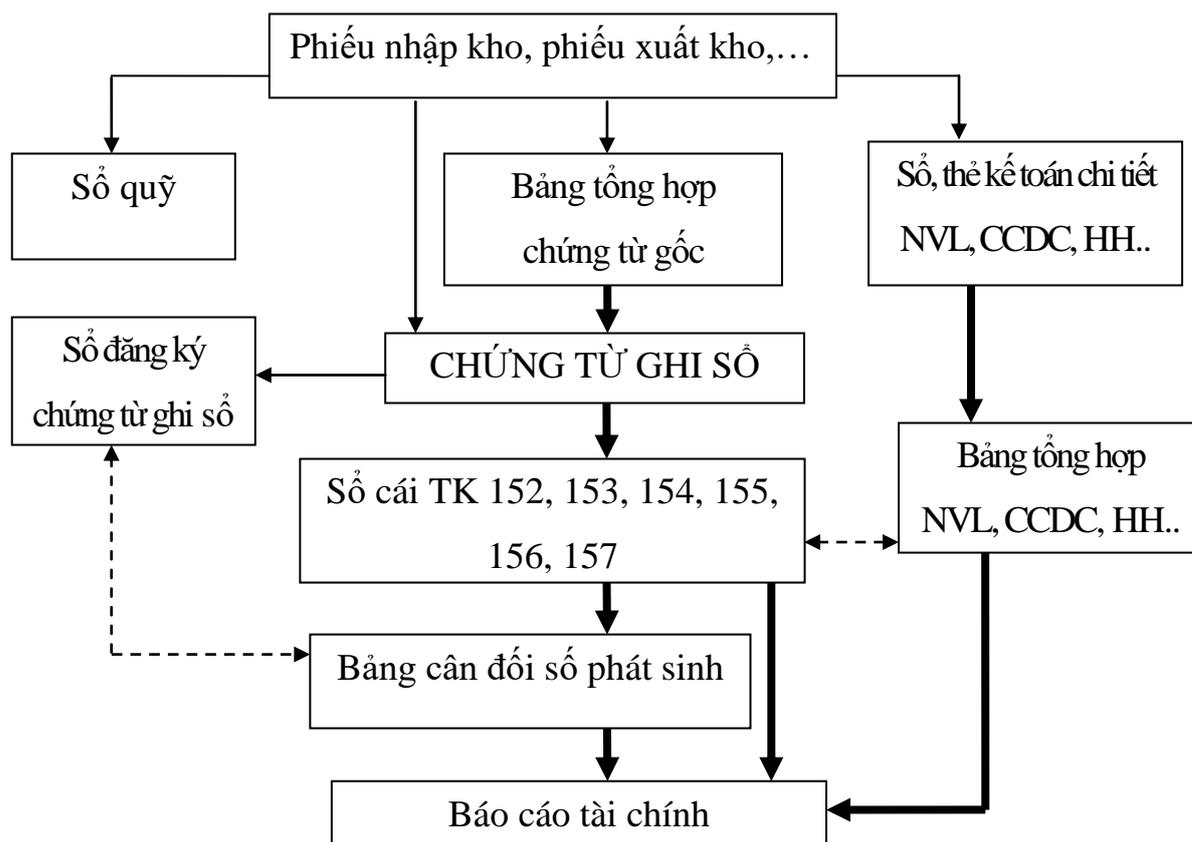 Phiếu nhập kho, phiếu xuất kho,…
Sổ quỹ
Bảng tổng hợp
chứng từ gốc
Sổ, thẻ kế toán chi tiết
NVL, CCDC, HH..
Sổ đăng ký
chứng từ ghi sổ
CHỨNG TỪ GHI SỔ
Sổ cái TK 152, 153, 154, 155,
156, 157
Bảng tổng hợp
NVL, CCDC, HH..
Bảng cân đối số phát sinh
Báo cáo tài chính